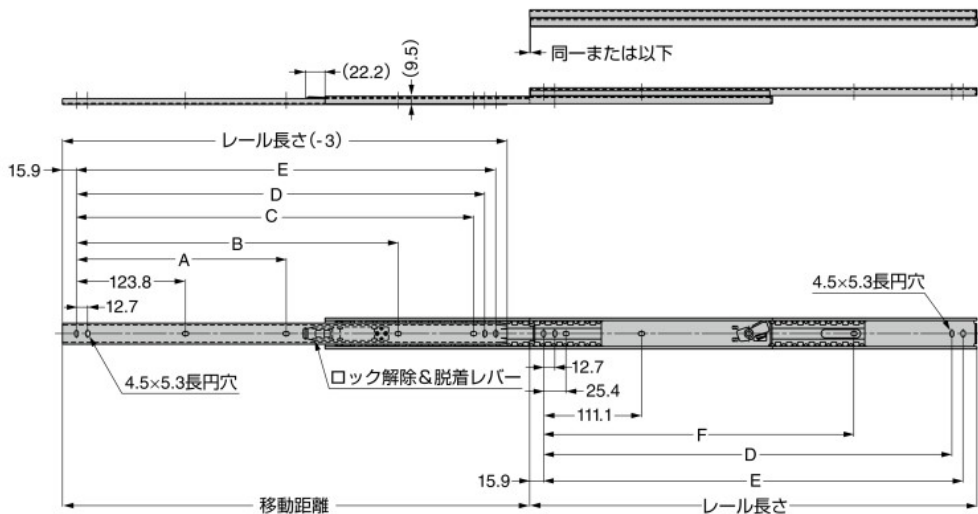 同一または以下
(22.2)
(9.5)
レール長さ(-3)
15.9
E
D
C
B
A
123.8
12.7
4.5×5.3長円穴
4.5×5.3長円穴
ロック解除&脱着レバー
12.7
25.4
111.1
F
D
15.9
E
移動距離
レール長さ